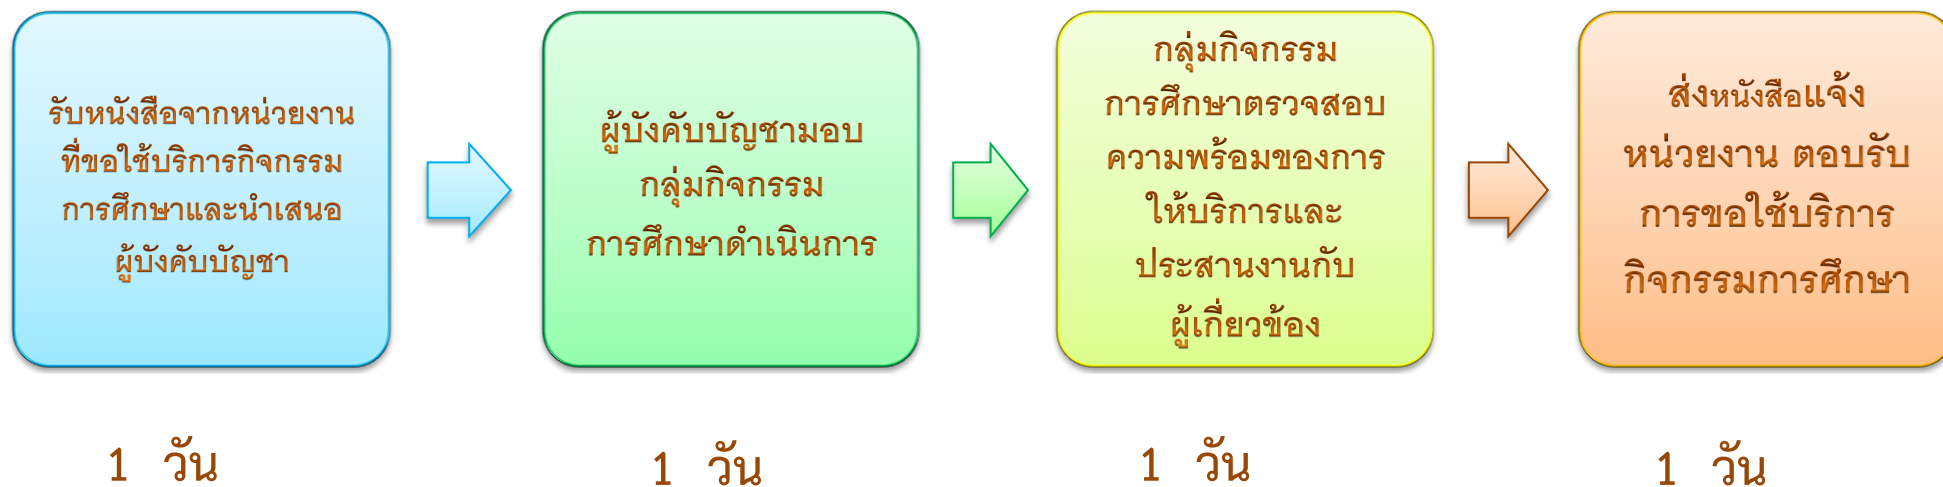 รับหนังสือจากหน่วยงาน
ที่ขอใช้บริการกิจกรรม
การศึกษาและนำเสนอ
ผู้บังคับบัญชา
ผู้บังคับบัญชามอบ
กลุ่มกิจกรรม
การศึกษาดำเนินการ
กลุ่มกิจกรรม
การศึกษาตรวจสอบ
ความพร้อมของการ
ให้บริการและ
ประสานงานกับ
ผู้เกี่ยวข้อง
ส่งหนังสือแจ้ง
หน่วยงาน ตอบรับ
การขอใช้บริการ
กิจกรรมการศึกษา
1 วัน
1 วัน
1 วัน
1 วัน